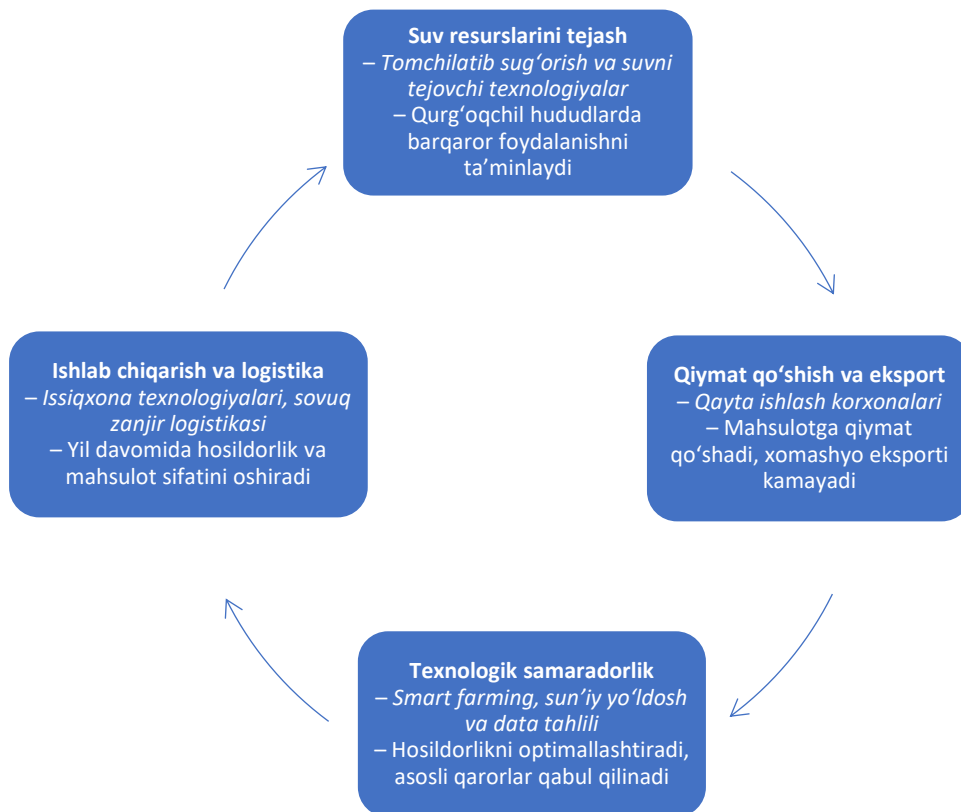 Suv resurslarini tejash
– Tomchilatib sug‘orish va suvni
tejovchi texnologiyalar
– Qurg‘oqchil hududlarda
barqaror foydalanishni
ta’minlaydi
Qiymat qo‘shish va eksport
– Qayta ishlash korxonalari
– Mahsulotga qiymat
qo‘shadi, xomashyo eksporti
kamayadi
Texnologik samaradorlik
– Smart farming, sun’iy yo‘ldosh
va data tahlili
– Hosildorlikni optimallashtiradi,
asosli qarorlar qabul qilinadi
Ishlab chiqarish va logistika
– Issiqxona texnologiyalari, sovuq
zanjir logistikasi
– Yil davomida hosildorlik va
mahsulot sifatini oshiradi